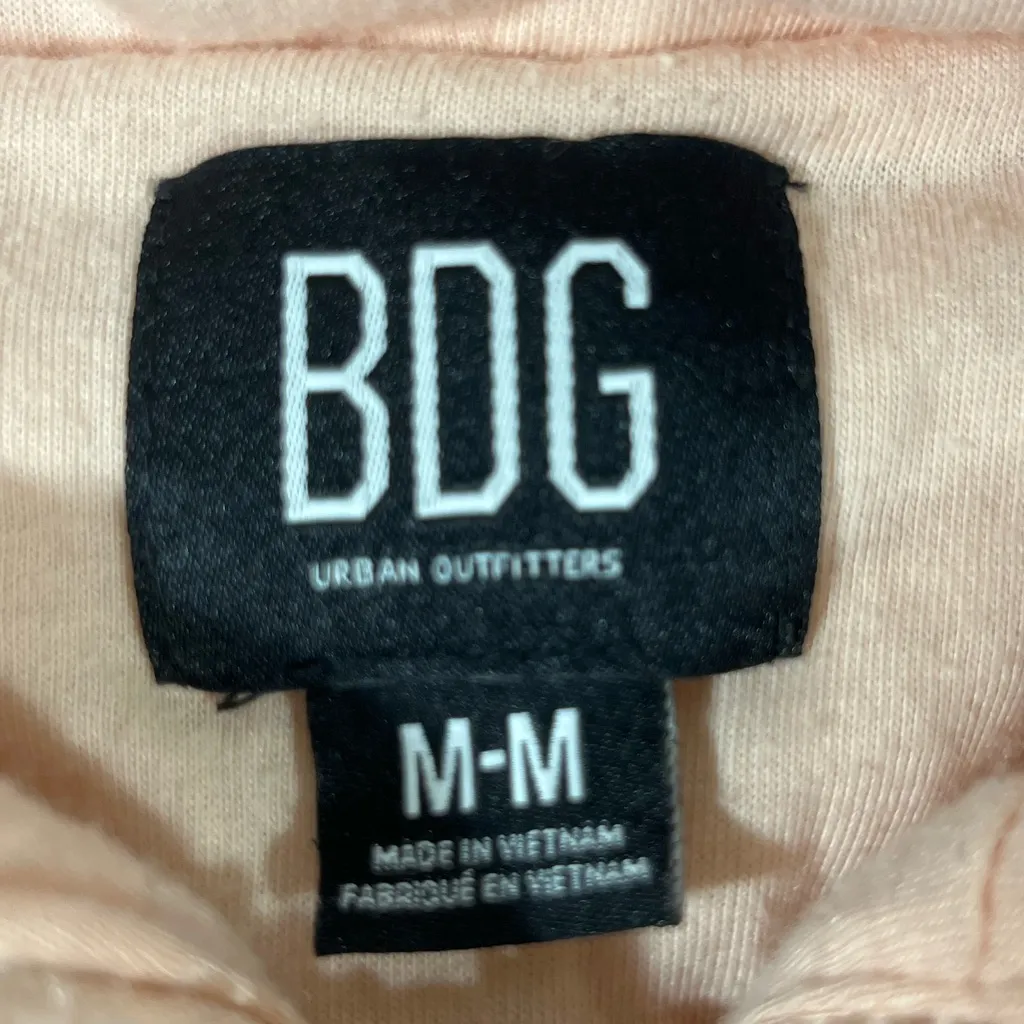 BDG
URBAN OUTFITTERS
M-M
MADE IN VIETNAM
FABRIQUÉ EN VIETNAM